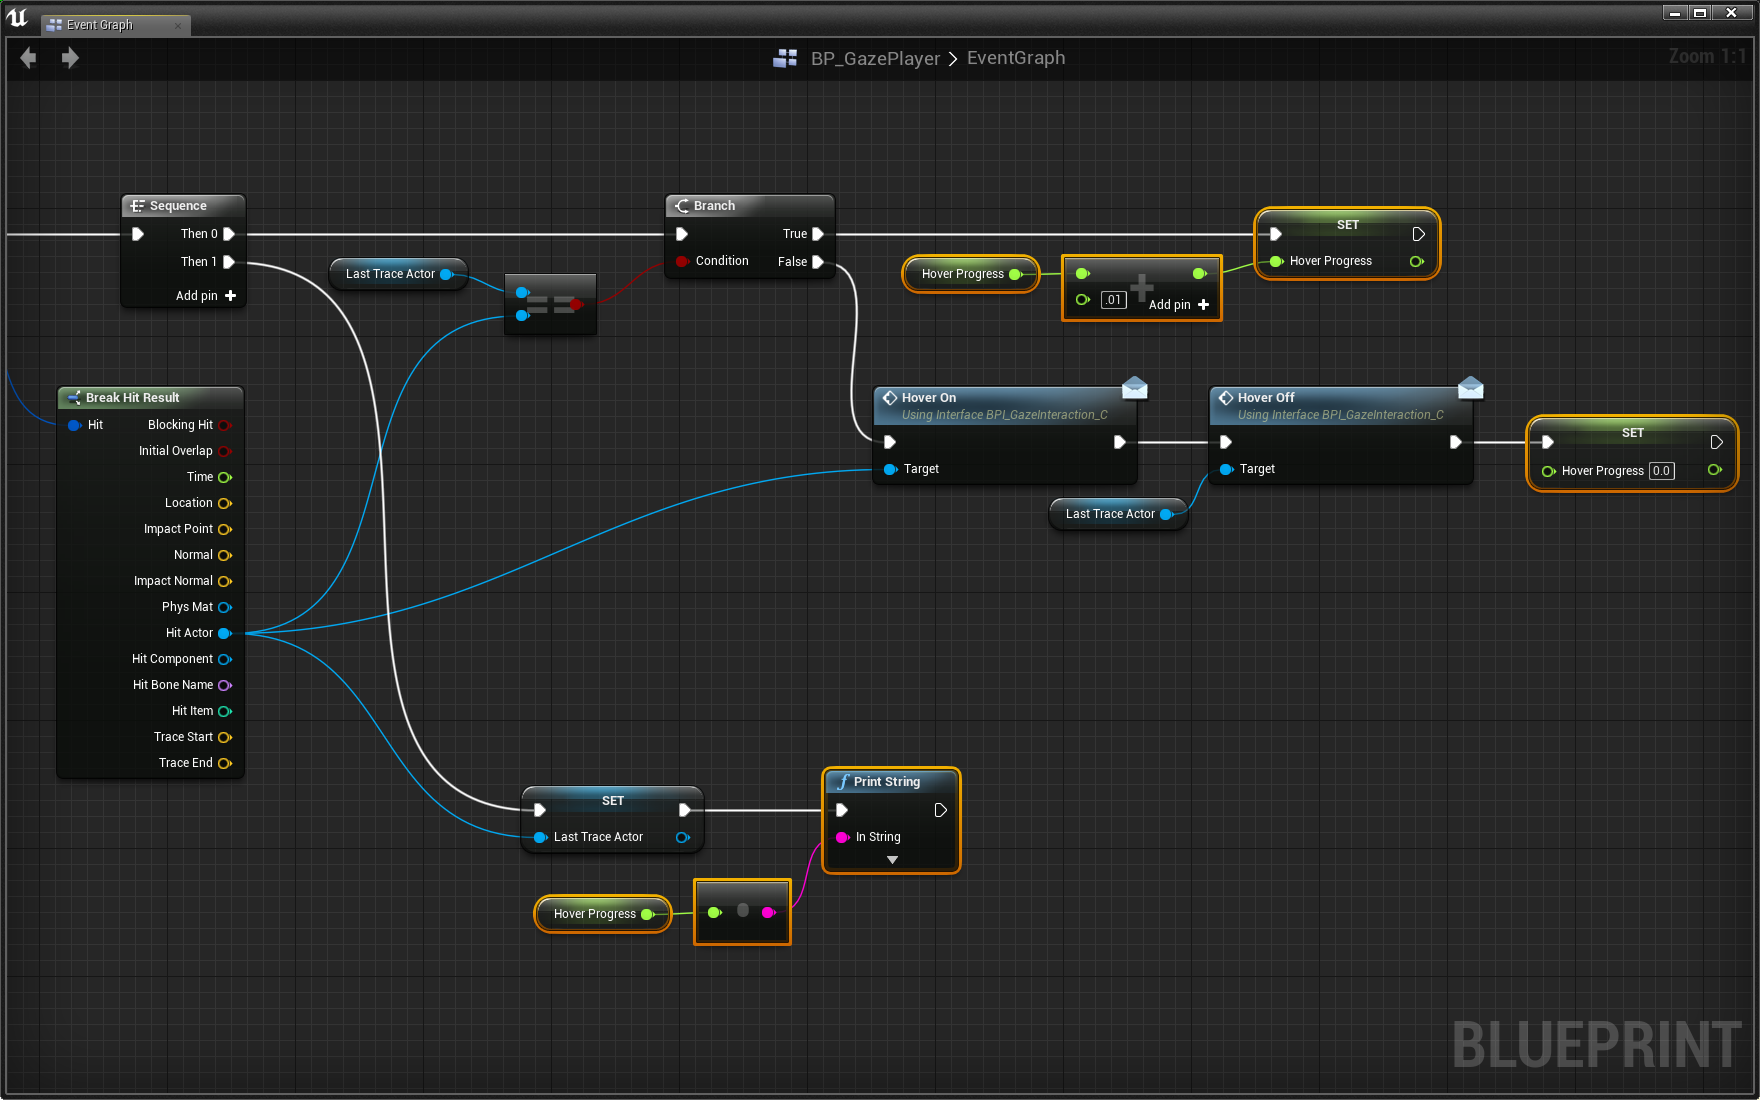 Event Graph
BP_GazePlayer > EventGraph
Zoom 1:1
Sequence
Then 0
Then 1
Add pin
Last Trace Actor
==
Branch
True
Condition
False
Hover Progress
.01
Add pin
SET
Hover Progress
Break Hit Result
Hit
Blocking Hit
Initial Overlap
Time
Location
Impact Point
Normal
Impact Normal
Phys Mat
Hit Actor
Hit Component
Hit Bone Name
Hit Item
Trace Start
Trace End
Hover On
Using Interface BPI_GazeInteraction_C
Target
Hover Off
Using Interface BPI_GazeInteraction_C
Target
Last Trace Actor
SET
Hover Progress 0.0
SET
Last Trace Actor
Print String
In String
Hover Progress
BLUEPRINT